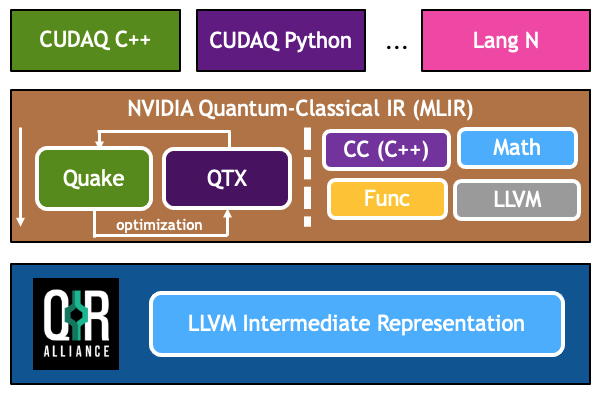 CUDAQ C++
CUDAQ Python
...
Lang N
NVIDIA Quantum-Classical IR (MLIR)
Quake
QTX
optimization
CC (C++)
Math
Func
LLVM
QIR
ALLIANCE
LLVM Intermediate Representation